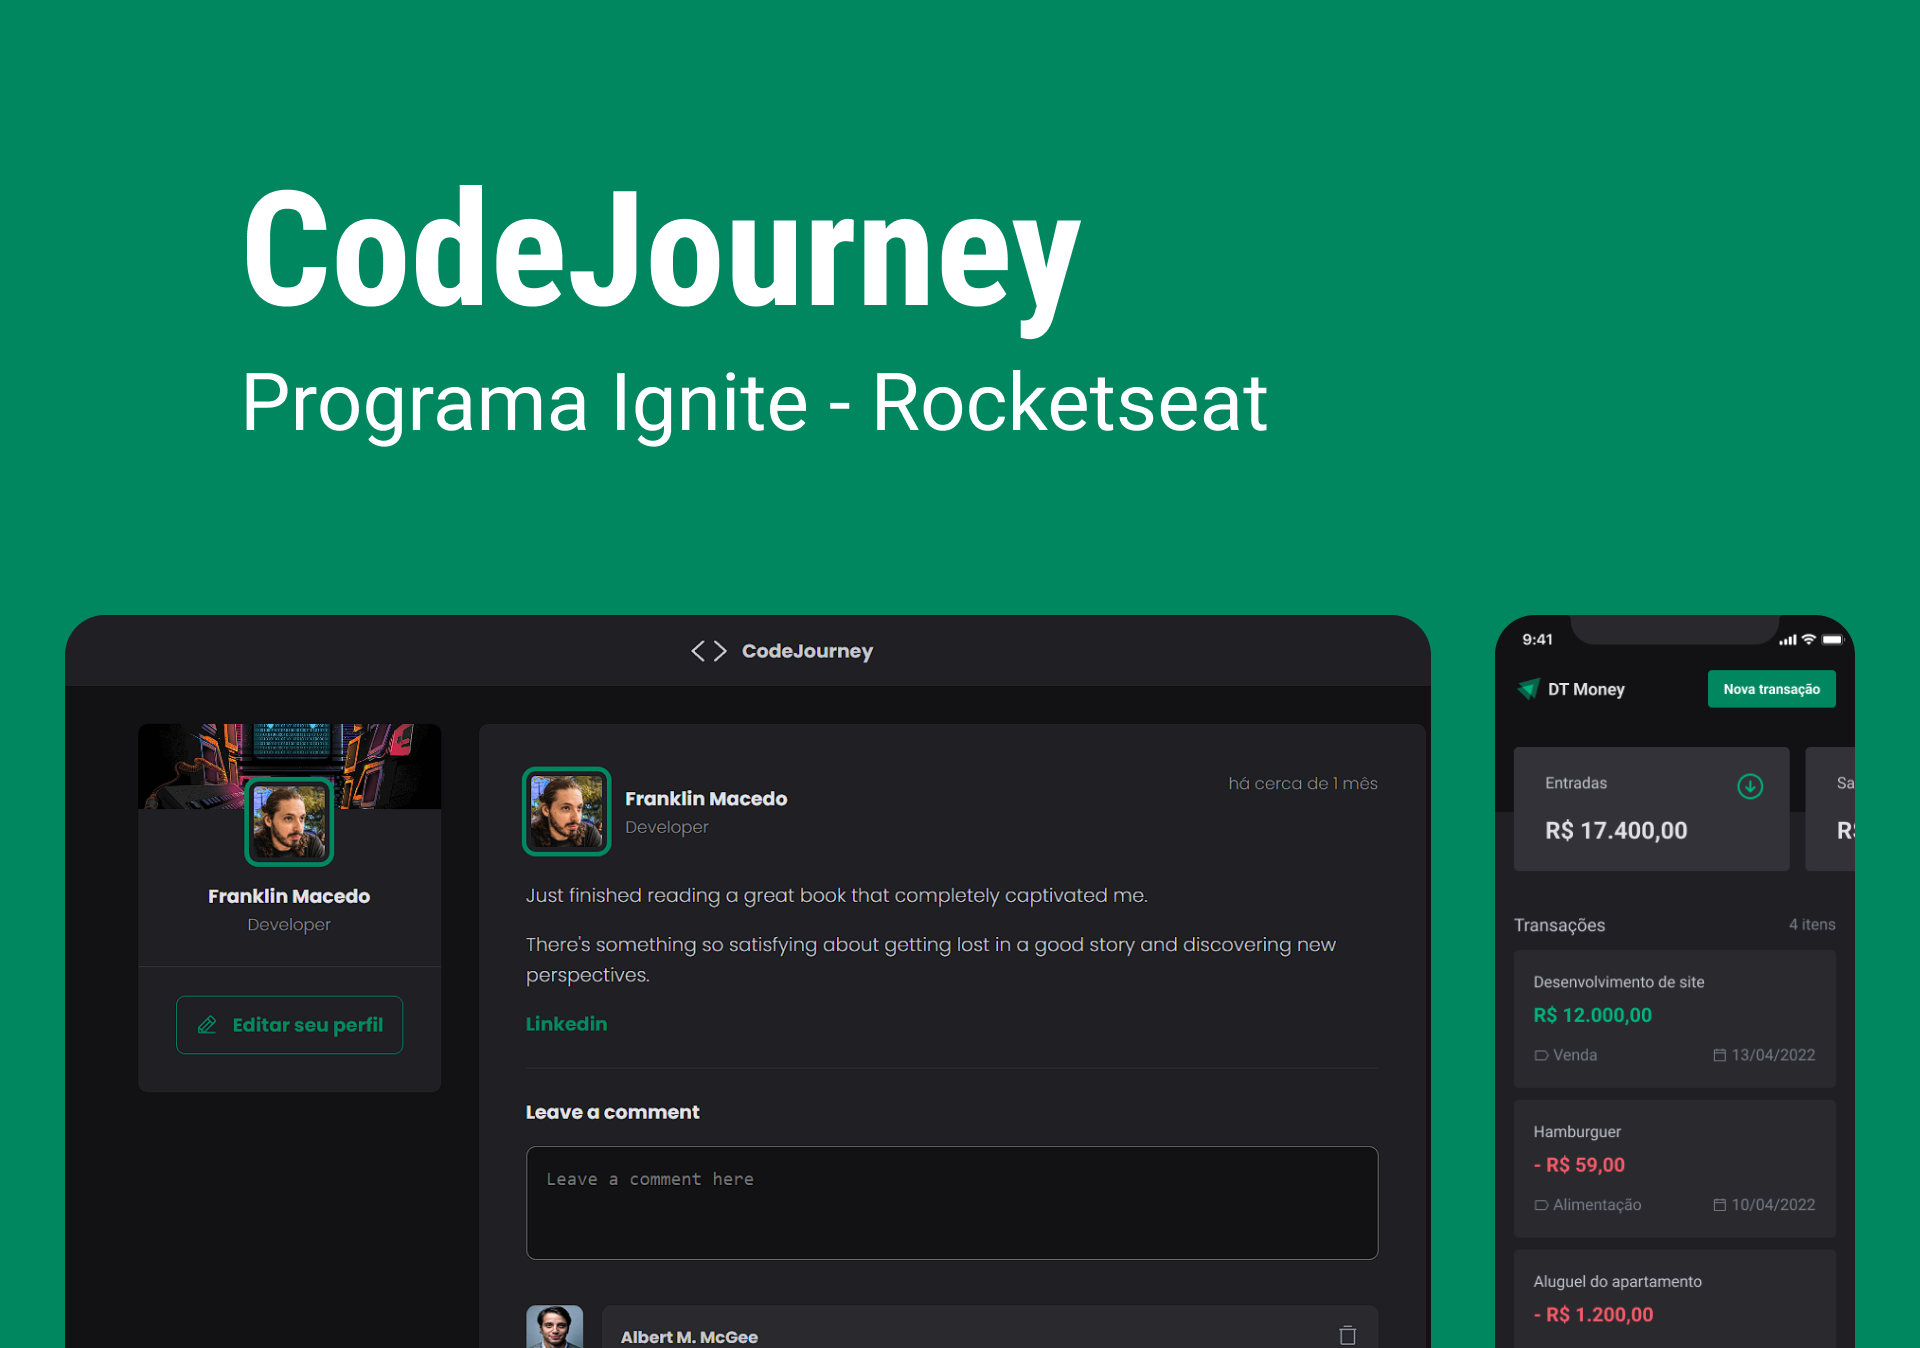 CodeJourney
Programa Ignite - Rocketseat
CodeJourney
Franklin Macedo
Developer
Editar seu perfil
Franklin Macedo
Developer
há cerca de 1 mês
Just finished reading a great book that completely captivated me.
There's something so satisfying about getting lost in a good story and discovering new
perspectives.
Linkedin
Leave a comment
Leave a comment here
Albert M. McGee
9:41
DT Money
Nova transação
Entradas
R$ 17.400,00
Sa
Transações
4 itens
Desenvolvimento de site
R$ 12.000,00
Venda
13/04/2022
Hamburguer
- R$ 59,00
Alimentação
10/04/2022
Aluguel do apartamento
- R$ 1.200,00